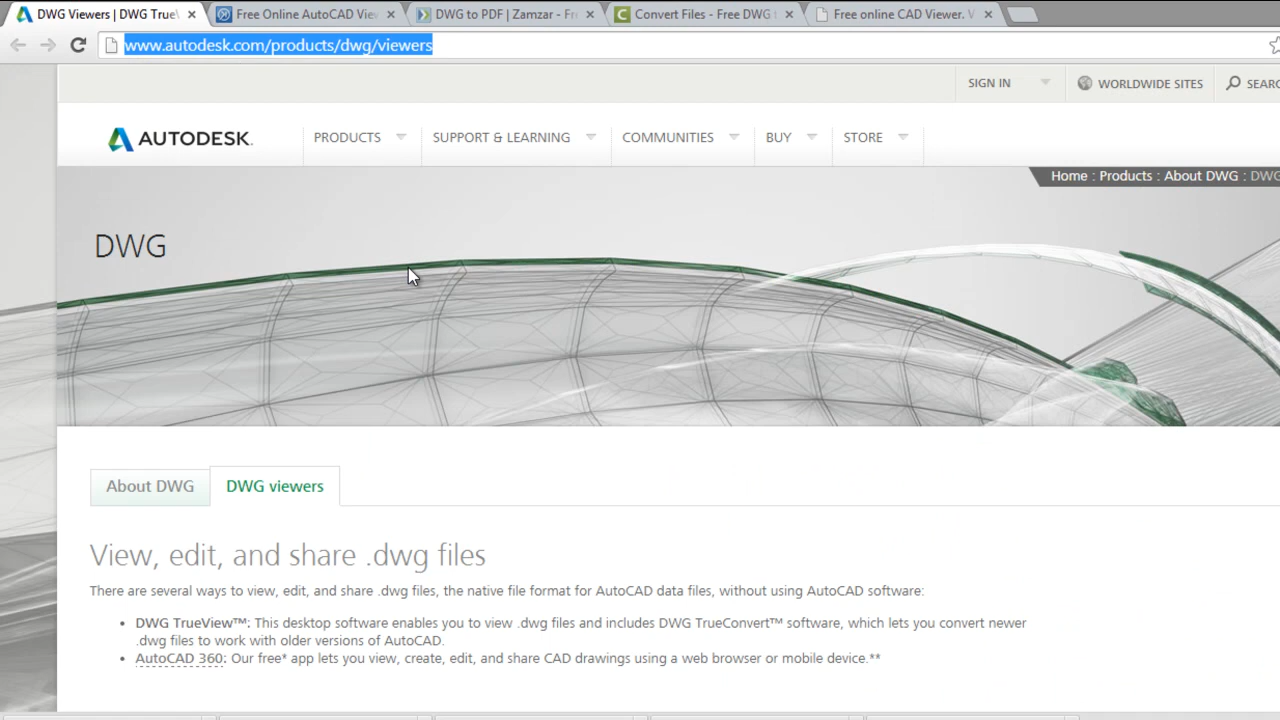 DWG Viewers | DWG TrueV
Free Online AutoCAD View
DWG to PDF | Zamzar - Fr
Convert Files - Free DWG
Free online CAD Viewer. V
www.autodesk.com/products/dwg/viewers
SIGN IN
WORLDWIDE SITES
SEARC
AUTODESK.
PRODUCTS
SUPPORT & LEARNING
COMMUNITIES
BUY
STORE
Home : Products : About DWG : DWG
DWG
About DWG
DWG viewers
View, edit, and share .dwg files
There are several ways to view, edit, and share .dwg files, the native file format for AutoCAD data files, without using AutoCAD software:
• DWG TrueView™: This desktop software enables you to view .dwg files and includes DWG TrueConvert™ software, which lets you convert newer
.dwg files to work with older versions of AutoCAD.
• AutoCAD 360: Our free* app lets you view, create, edit, and share CAD drawings using a web browser or mobile device.**